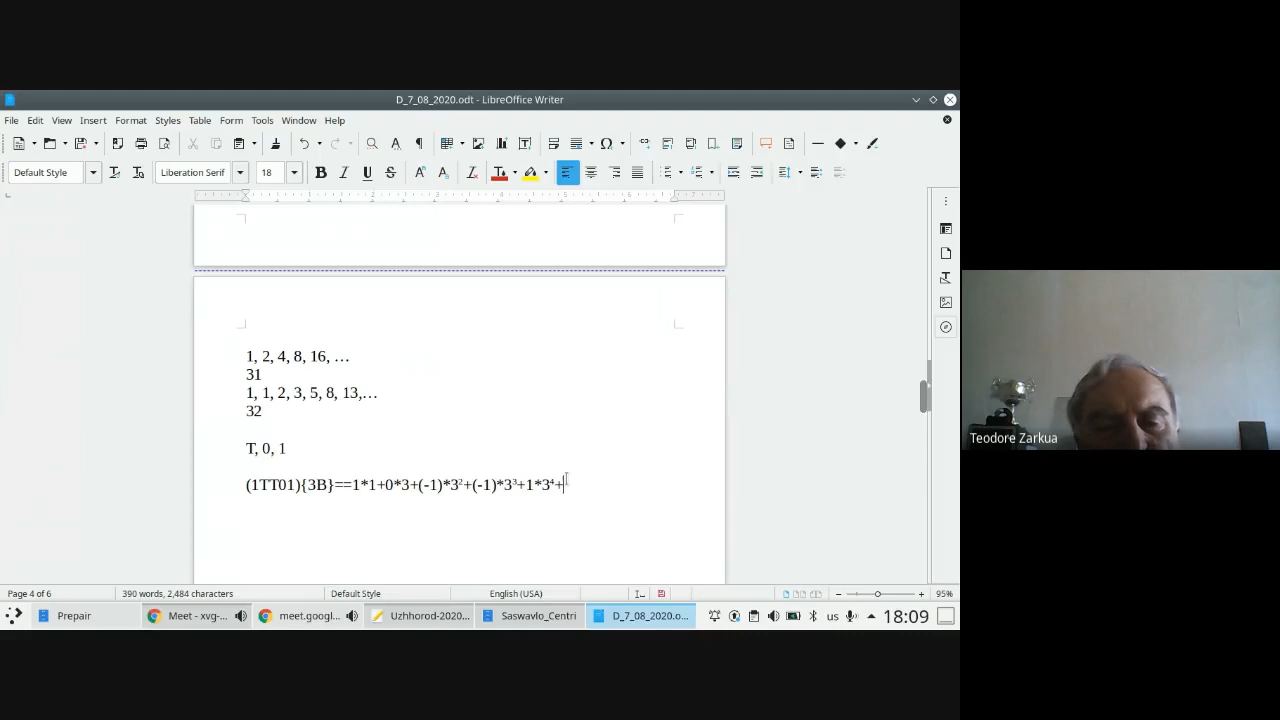 D_7_08_2020.odt - LibreOffice Writer
File Edit View Insert Format Styles Table Form Tools Window Help
Default Style Liberation Serif 18
1, 2, 4, 8, 16, …
31
1, 1, 2, 3, 5, 8, 13,…
32
T, 0, 1
(1TT01){3B}==1*1+0*3+(-1)*3²+(-1)*3³+1*3⁴+
Teodore Zarkua
Page 4 of 6 390 words, 2,484 characters Default Style English (USA) 95%
Prepair Meet - xvg-... meet.googl... Uzhhorod-2020... Saswavlo_Centri D_7_08_2020.o... us 18:09